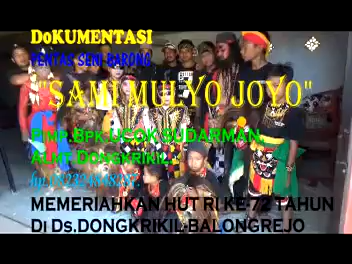 DoKUMENTASI
PENTAS SENI BARONG
"SAMI MULYO JOYO"
Pimp.Bpk.UCOK SUDARMAN
Almt Dongkrikil
MEMERIAHKAN HUT RI KE 72 TAHUN
Di Ds.DONGKRIKIL-BALONGREJO